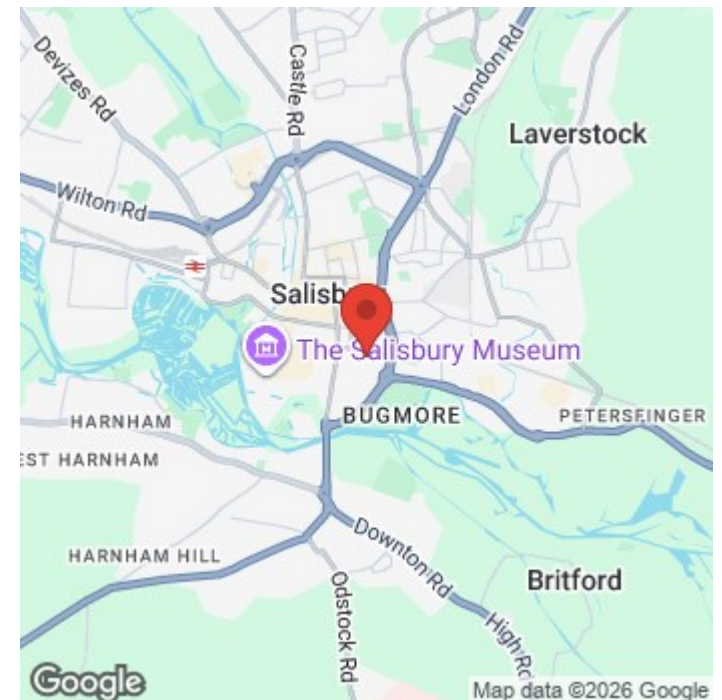 Devizes Rd
Castle Rd
London Rd
Laverstock
Wilton Rd
Salisb
The Salisbury Museum
HARNHAM
BUGMORE
PETERSFINGER
EST HARNHAM
HARNHAM HILL
Downton Rd
Britford
Odstock Rd
High Rd
Google
Map data ©2026 Google